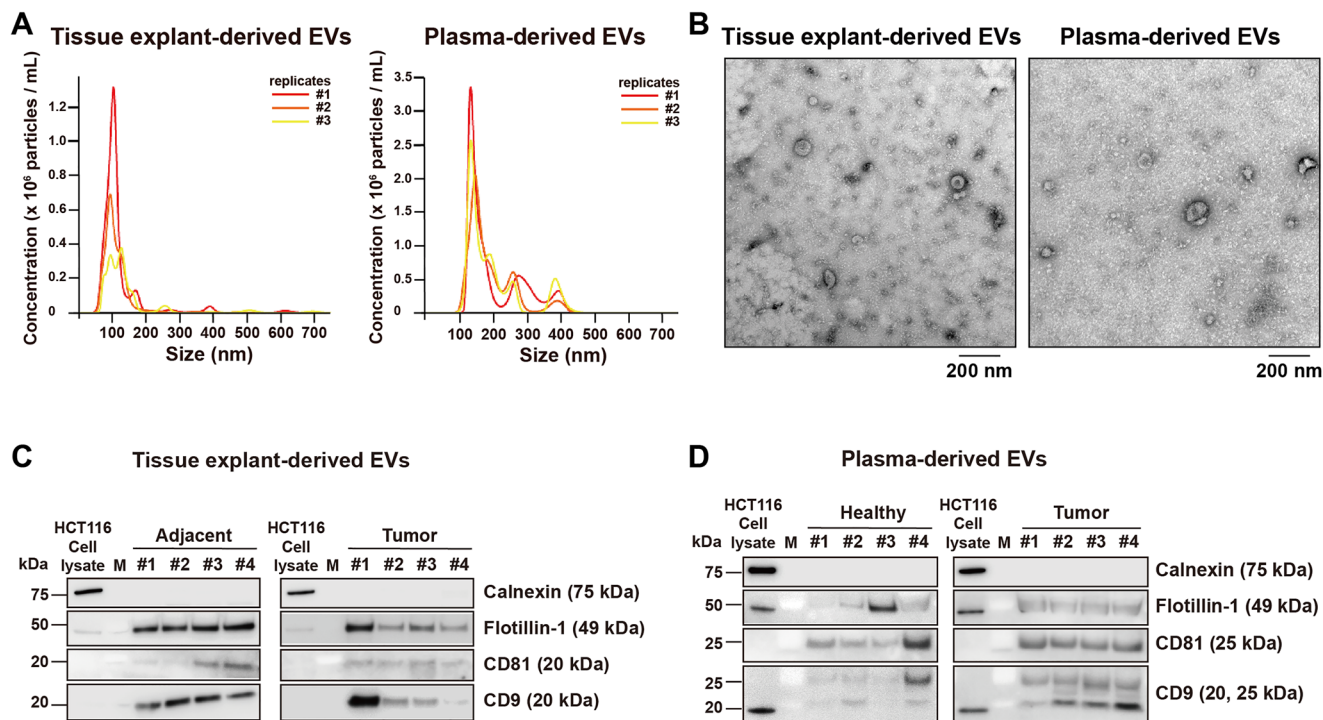 A
Tissue explant-derived EVs
Plasma-derived EVs
Concentration (x 10⁶ particles / mL)
1.2
1.0
0.8
0.6
0.4
0.2
0
100 200 300 400 500 600 700
Size (nm)
replicates
#1
#2
#3
Concentration (x 10⁶ particles / mL)
3.5
3.0
2.5
2.0
1.5
1.0
0.5
0
100 200 300 400 500 600 700
Size (nm)
replicates
#1
#2
#3
B
Tissue explant-derived EVs
Plasma-derived EVs
200 nm
200 nm
C
Tissue explant-derived EVs
HCT116
Cell
lysate
kDa
M
Adjacent
#1 #2 #3 #4
HCT116
Cell
lysate
M
Tumor
#1 #2 #3 #4
75
Calnexin (75 kDa)
50
Flotillin-1 (49 kDa)
20
CD81 (20 kDa)
20
CD9 (20 kDa)
D
Plasma-derived EVs
HCT116
Cell
lysate
kDa
M
Healthy
#1 #2 #3 #4
HCT116
Cell
lysate
M
Tumor
#1 #2 #3 #4
75
Calnexin (75 kDa)
50
Flotillin-1 (49 kDa)
25
CD81 (25 kDa)
25
20
CD9 (20, 25 kDa)